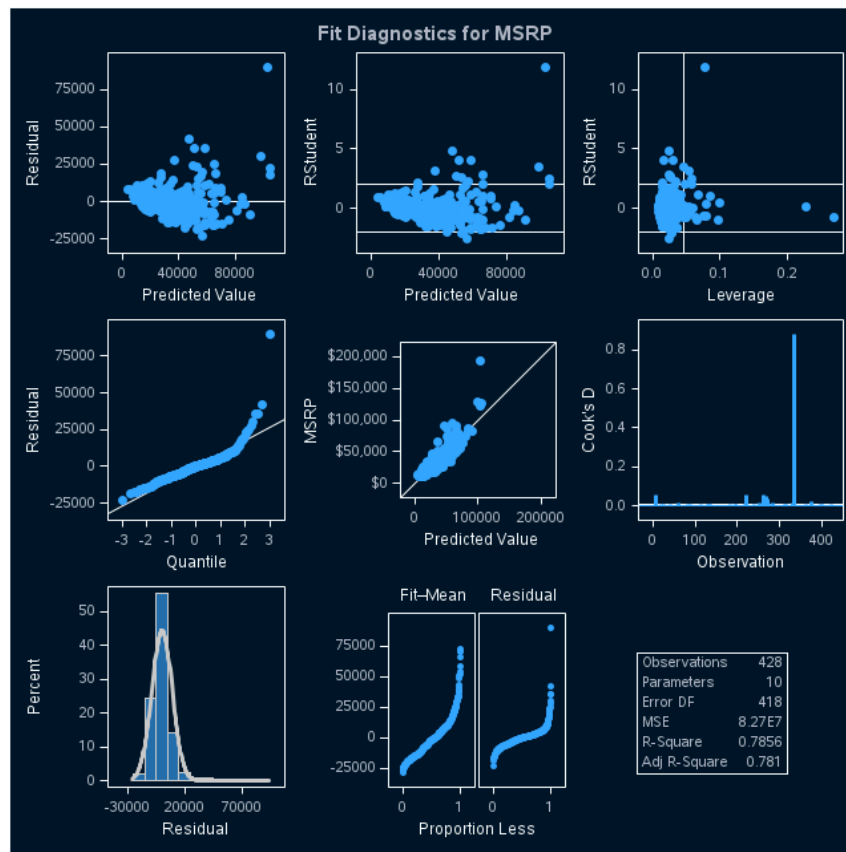 Fit Diagnostics for MSRP
75000
50000
25000
0
-25000
Residual
0 40000 80000
Predicted Value
10
5
0
RStudent
0 40000 80000
Predicted Value
10
5
0
RStudent
0.0 0.1 0.2
Leverage
75000
50000
25000
0
-25000
Residual
-3 -2 -1 0 1 2 3
Quantile
$200,000
$150,000
$100,000
$50,000
$0
MSRP
0 100000 200000
Predicted Value
0.8
0.6
0.4
0.2
0.0
Cook's D
0 100 200 300 400
Observation
50
40
30
20
10
0
Percent
-30000 20000 70000
Residual
Fit–Mean Residual
75000
50000
25000
0
-25000
0 1 0 1
Proportion Less
Observations 428
Parameters 10
Error DF 418
MSE 8.27E7
R-Square 0.7856
Adj R-Square 0.781